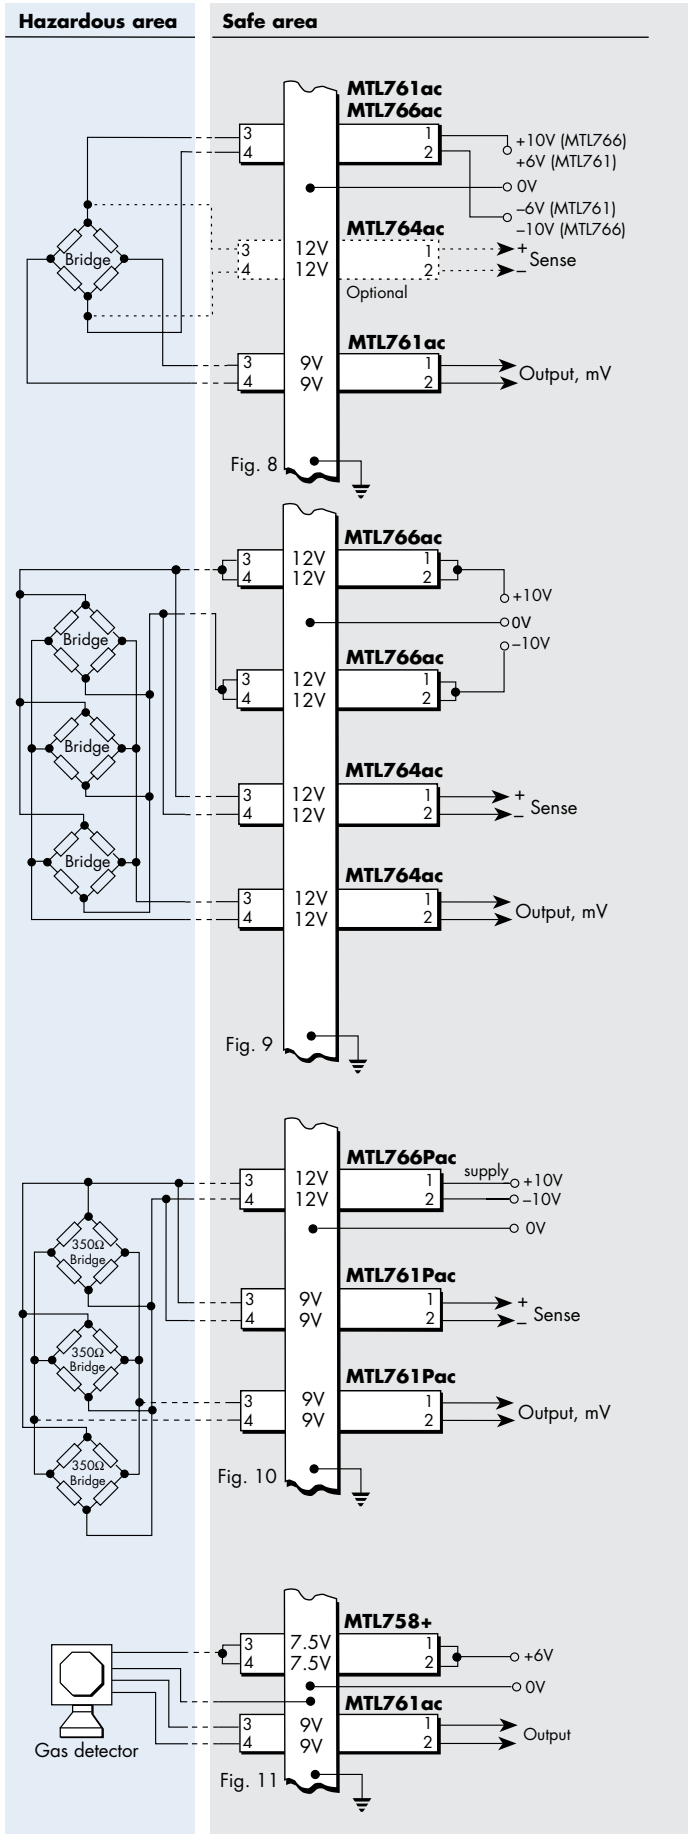 Hazardous area
Safe area
MTL761ac
MTL766ac
3 1
4 2
+10V (MTL766)
+6V (MTL761)
0V
–6V (MTL761)
–10V (MTL766)
MTL764ac
3 12V 1 +
4 12V 2 –
Sense
Bridge
Optional
MTL761ac
3 9V 1
4 9V 2
Output, mV
Fig. 8
MTL766ac
3 12V 1
4 12V 2
+10V
0V
–10V
Bridge
MTL766ac
3 12V 1
4 12V 2
Bridge
MTL764ac
3 12V 1 +
4 12V 2 –
Sense
Bridge
MTL764ac
3 12V 1
4 12V 2
Output, mV
Fig. 9
MTL766Pac
supply
3 12V 1 +10V
4 12V 2 –10V
0V
350Ω
Bridge
MTL761Pac
3 9V 1 +
4 9V 2 –
Sense
350Ω
Bridge
MTL761Pac
3 9V 1
4 9V 2
Output, mV
350Ω
Bridge
Fig. 10
MTL758+
3 7.5V 1
4 7.5V 2
+6V
0V
MTL761ac
3 9V 1
4 9V 2
Output
Gas detector
Fig. 11